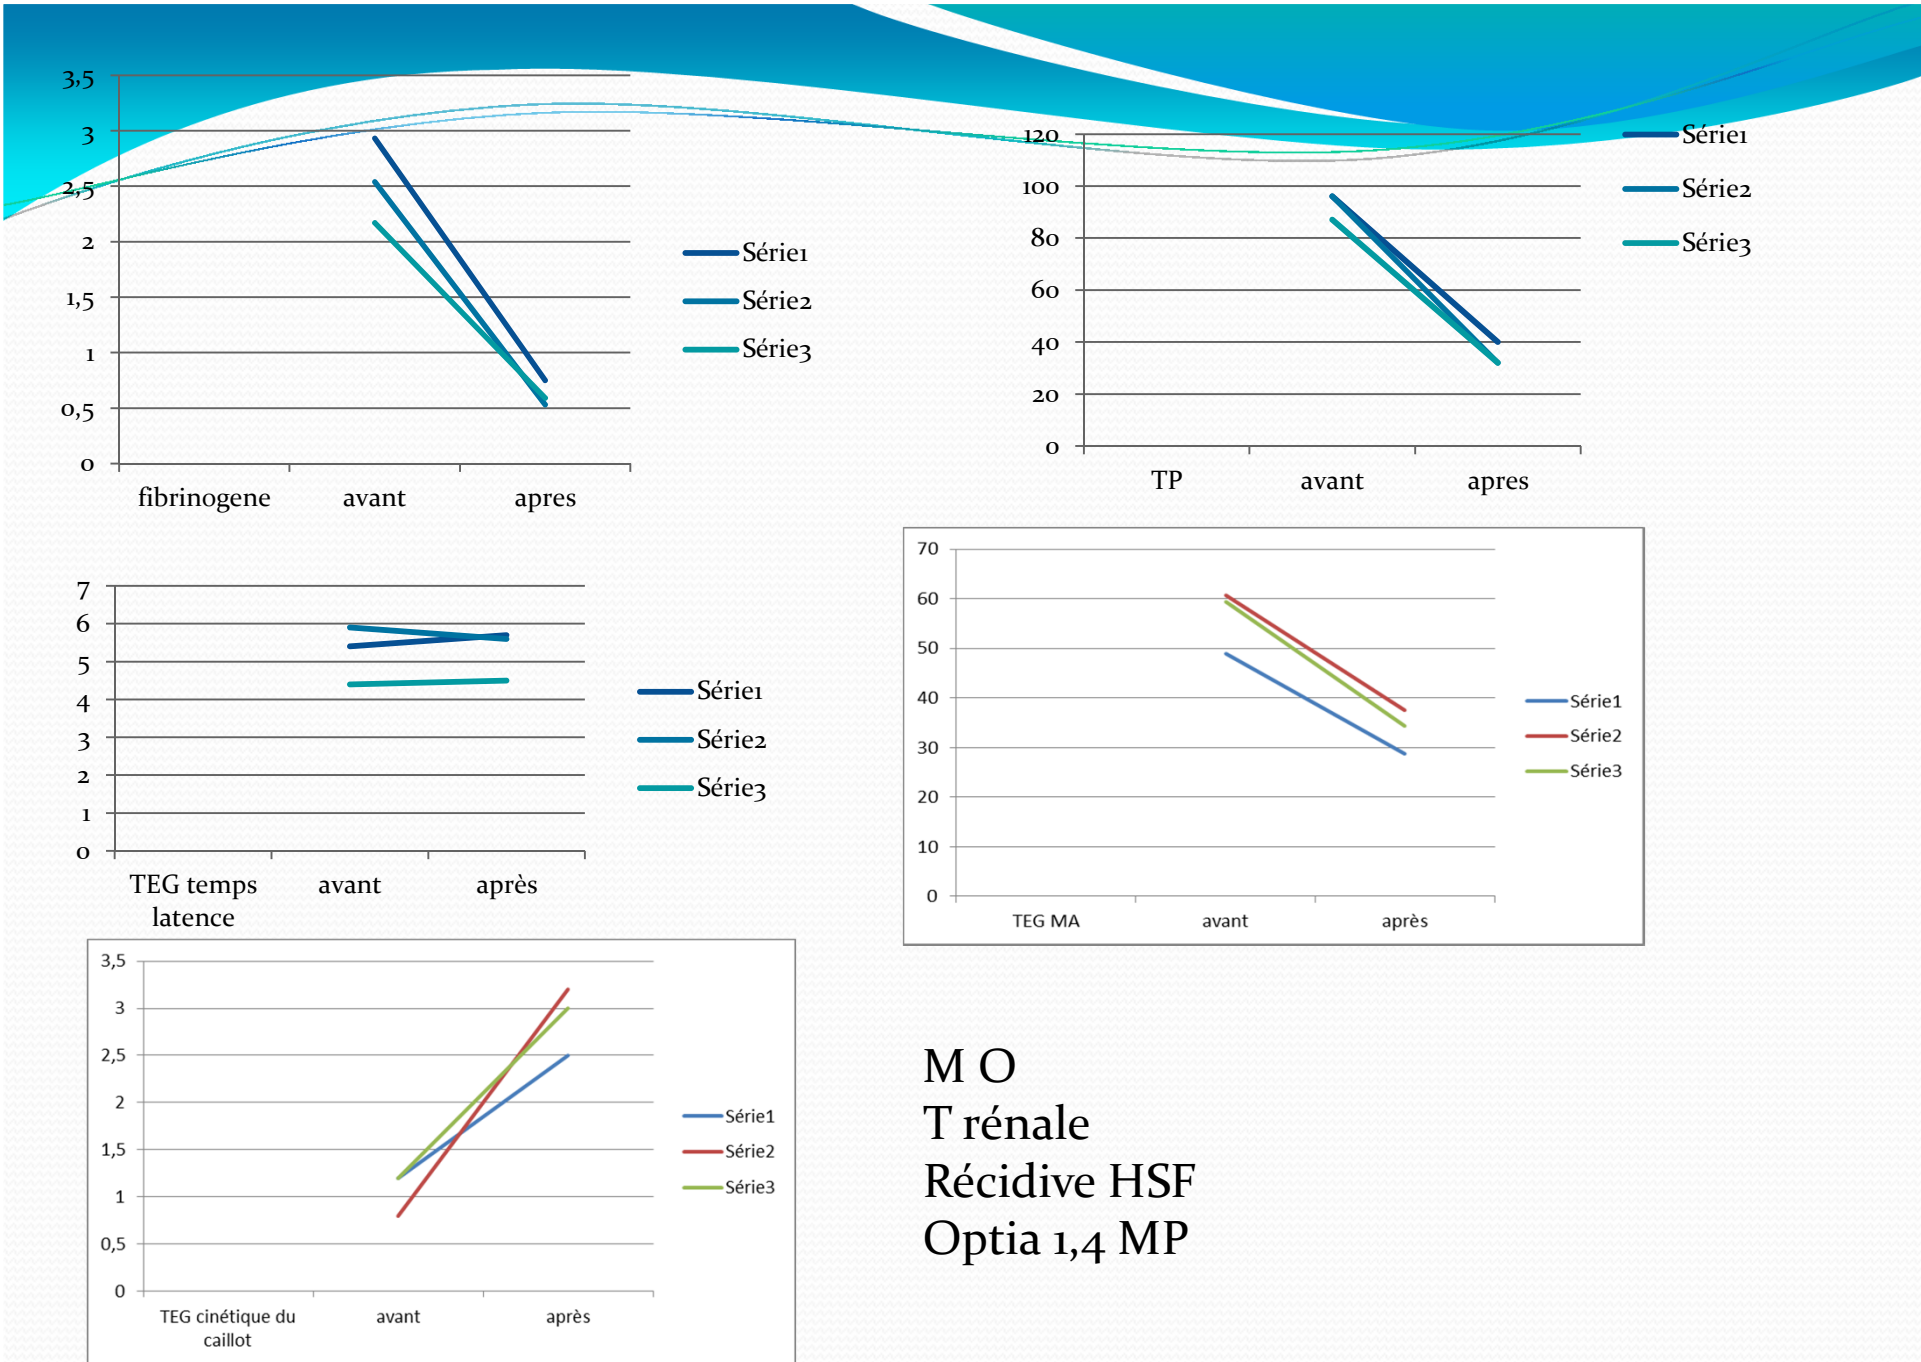 3,5
3
2,5
2
1,5
1
0,5
0
fibrinogene avant apres
Série1
Série2
Série3
120
100
80
60
40
20
0
TP avant apres
Série1
Série2
Série3
7
6
5
4
3
2
1
0
TEG temps latence avant après
Série1
Série2
Série3
70
60
50
40
30
20
10
0
TEG MA avant après
Série1
Série2
Série3
3,5
3
2,5
2
1,5
1
0,5
0
TEG cinétique du caillot avant après
Série1
Série2
Série3
M O
T rénale
Récidive HSF
Optia 1,4 MP